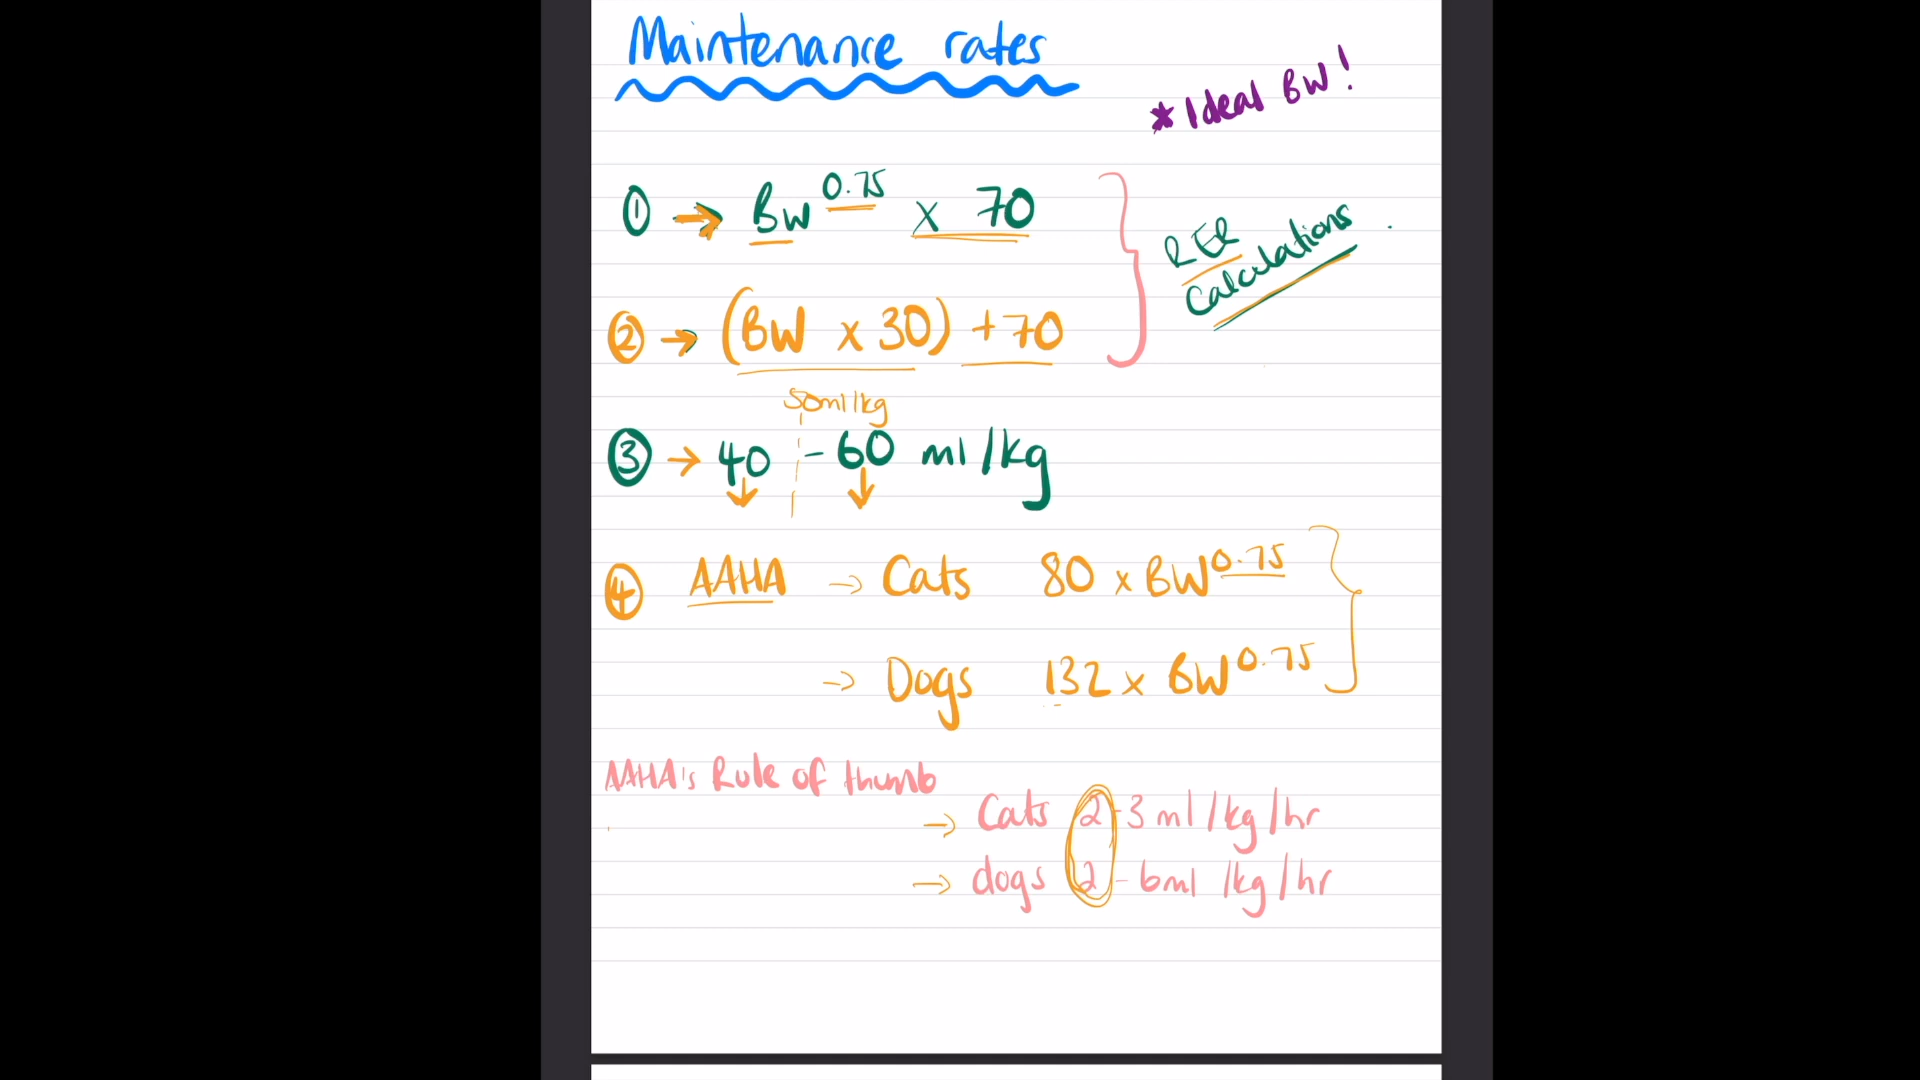 Maintenance rates
* Ideal BW!
① → BW^0.75 x 70
RER
Calculations
② → (BW x 30) + 70
50ml/kg
③ → 40 - 60 ml/kg
④ AAHA → Cats 80 x BW^0.75
→ Dogs 132 x BW^0.75
AAHA's Rule of thumb
→ Cats 2-3 ml/kg/hr
→ dogs 2-6ml/kg/hr